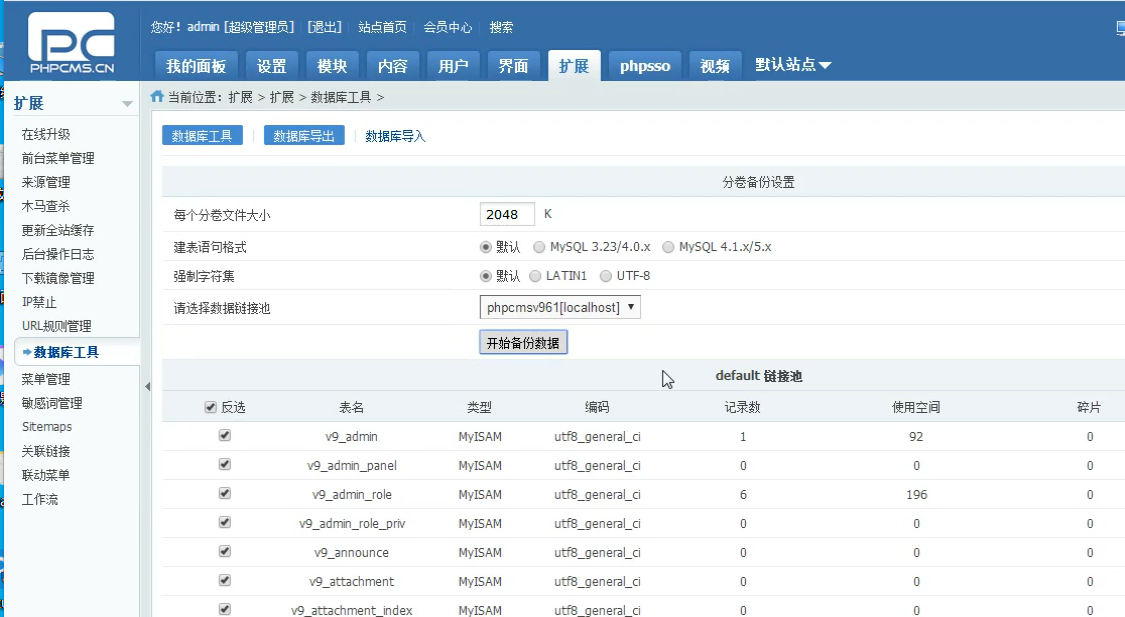 PC
PHPCMS.CN
您好！admin [超级管理员] [退出] 站点首页 会员中心 搜索
我的面板 设置 模块 内容 用户 界面 扩展 phpsso 视频 默认站点
扩展
在线升级
前台菜单管理
来源管理
木马查杀
更新全站缓存
后台操作日志
下载镜像管理
IP禁止
URL规则管理
数据库工具
菜单管理
敏感词管理
Sitemaps
关联链接
联动菜单
工作流
当前位置：扩展 > 扩展 > 数据库工具 >
数据库工具 数据库导出 数据库导入
分卷备份设置
每个分卷文件大小 2048 K
建表语句格式 默认 MySQL 3.23/4.0.x MySQL 4.1.x/5.x
强制字符集 默认 LATIN1 UTF-8
请选择数据链接池 phpcmsv961[localhost]
开始备份数据
default 链接池
反选 表名 类型 编码 记录数 使用空间 碎片
v9_admin MyISAM utf8_general_ci 1 92 0
v9_admin_panel MyISAM utf8_general_ci 0 0 0
v9_admin_role MyISAM utf8_general_ci 6 196 0
v9_admin_role_priv MyISAM utf8_general_ci 0 0 0
v9_announce MyISAM utf8_general_ci 0 0 0
v9_attachment MyISAM utf8_general_ci 0 0 0
v9_attachment_index MyISAM utf8_general_ci 0 0 0